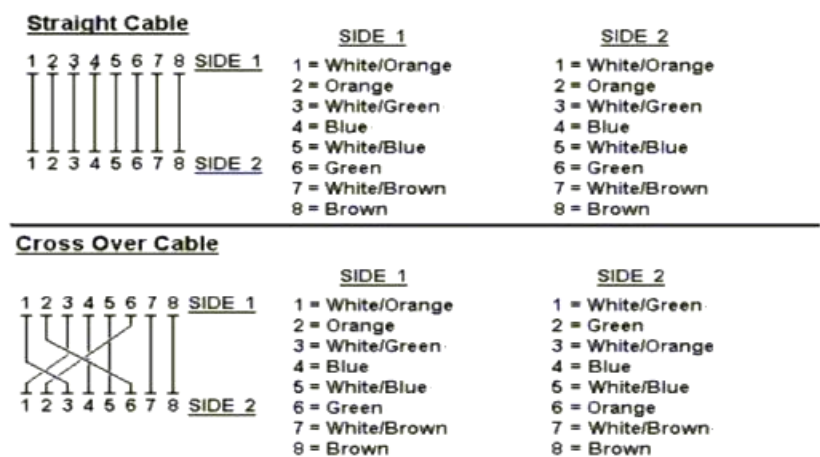 Straight Cable
1 2 3 4 5 6 7 8 SIDE 1
1 2 3 4 5 6 7 8 SIDE 2
SIDE 1
1 = White/Orange
2 = Orange
3 = White/Green
4 = Blue
5 = White/Blue
6 = Green
7 = White/Brown
8 = Brown
SIDE 2
1 = White/Orange
2 = Orange
3 = White/Green
4 = Blue
5 = White/Blue
6 = Green
7 = White/Brown
8 = Brown
Cross Over Cable
1 2 3 4 5 6 7 8 SIDE 1
1 2 3 4 5 6 7 8 SIDE 2
SIDE 1
1 = White/Orange
2 = Orange
3 = White/Green
4 = Blue
5 = White/Blue
6 = Green
7 = White/Brown
8 = Brown
SIDE 2
1 = White/Green
2 = Green
3 = White/Orange
4 = Blue
5 = White/Blue
6 = Orange
7 = White/Brown
8 = Brown